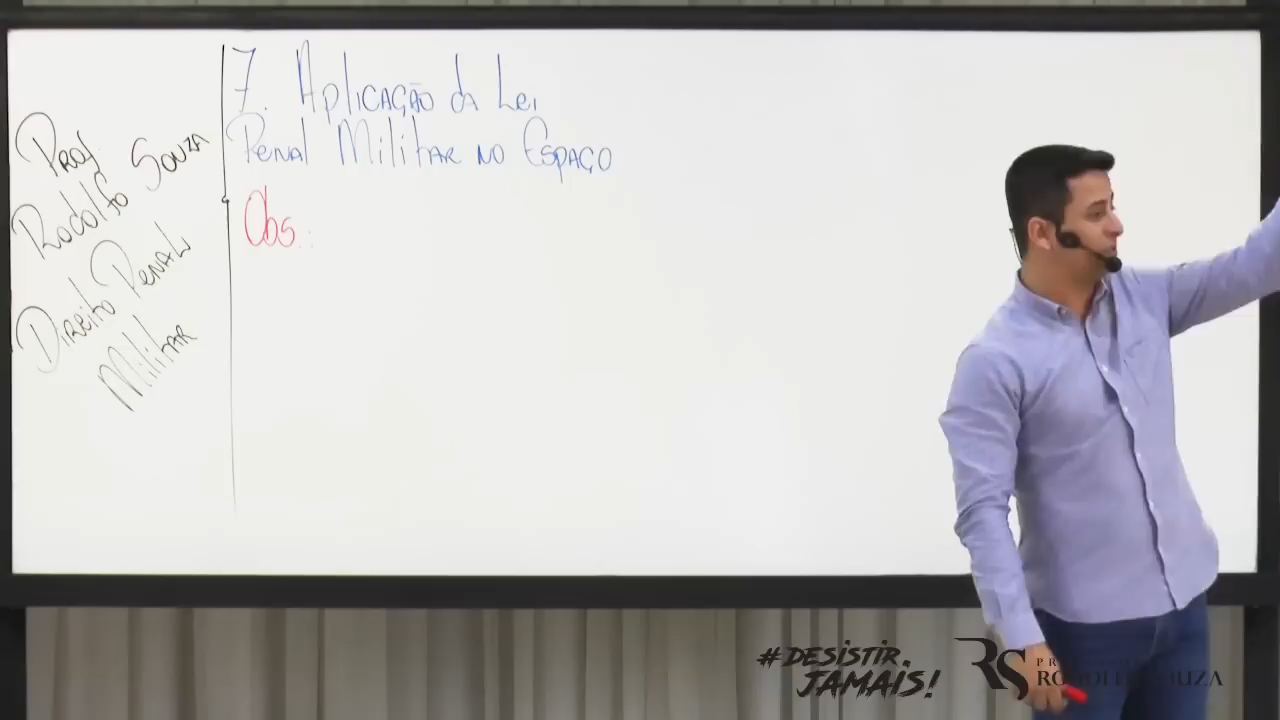 Prof.
Rodolfo Souza
Direito Penal
Militar
7. Aplicação da Lei
Penal Militar no Espaço
Obs.:
#DESISTIR
JAMAIS!
RS